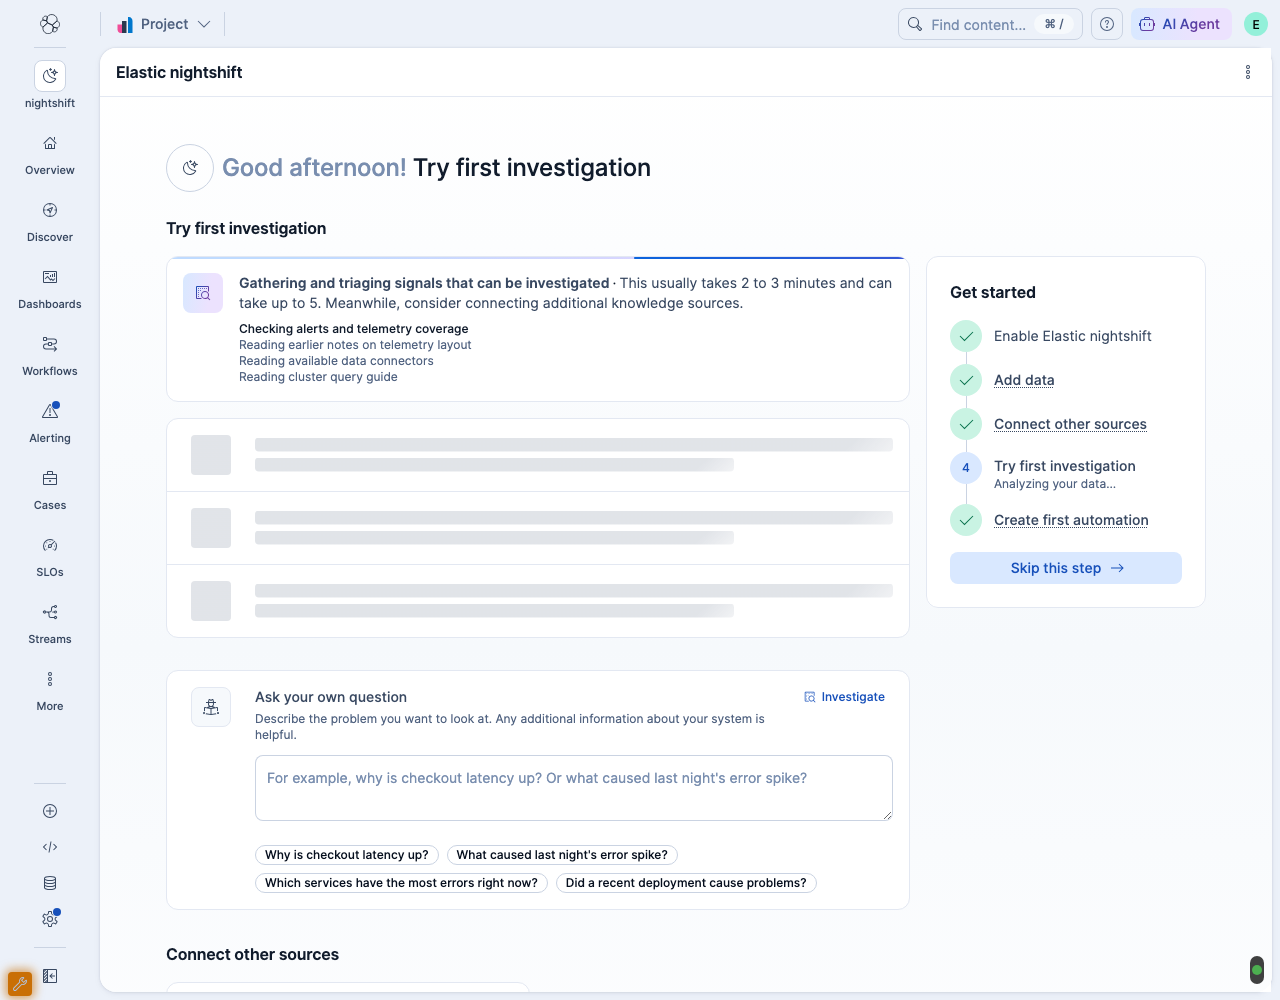 Project
Find content...
⌘ /
AI Agent
E
nightshift
Overview
Discover
Dashboards
Workflows
Alerting
Cases
SLOs
Streams
More
Elastic nightshift
Good afternoon! Try first investigation
Try first investigation
Gathering and triaging signals that can be investigated · This usually takes 2 to 3 minutes and can
take up to 5. Meanwhile, consider connecting additional knowledge sources.
Checking alerts and telemetry coverage
Reading earlier notes on telemetry layout
Reading available data connectors
Reading cluster query guide
Get started
Enable Elastic nightshift
Add data
Connect other sources
4
Try first investigation
Analyzing your data...
Create first automation
Skip this step
Ask your own question
Investigate
Describe the problem you want to look at. Any additional information about your system is
helpful.
For example, why is checkout latency up? Or what caused last night's error spike?
Why is checkout latency up?
What caused last night's error spike?
Which services have the most errors right now?
Did a recent deployment cause problems?
Connect other sources